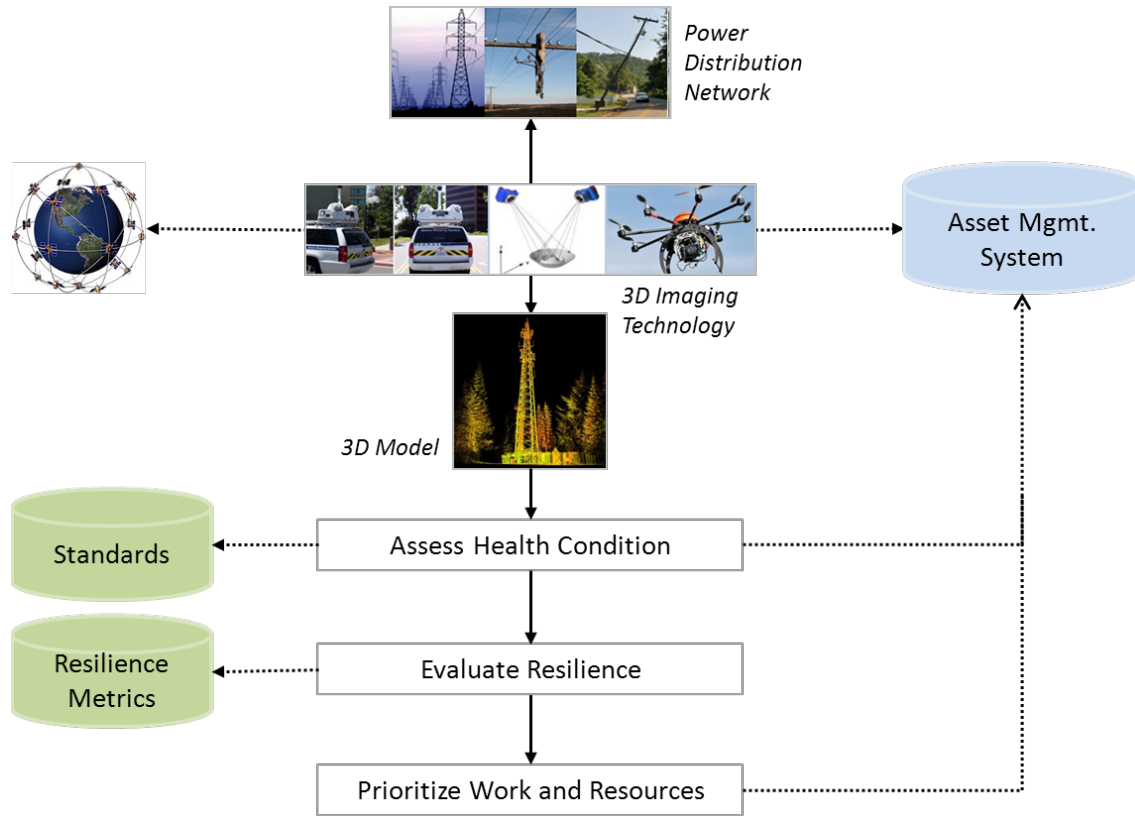 Power
Distribution
Network
Asset Mgmt.
System
3D Imaging
Technology
3D Model
Standards
Assess Health Condition
Resilience
Metrics
Evaluate Resilience
Prioritize Work and Resources